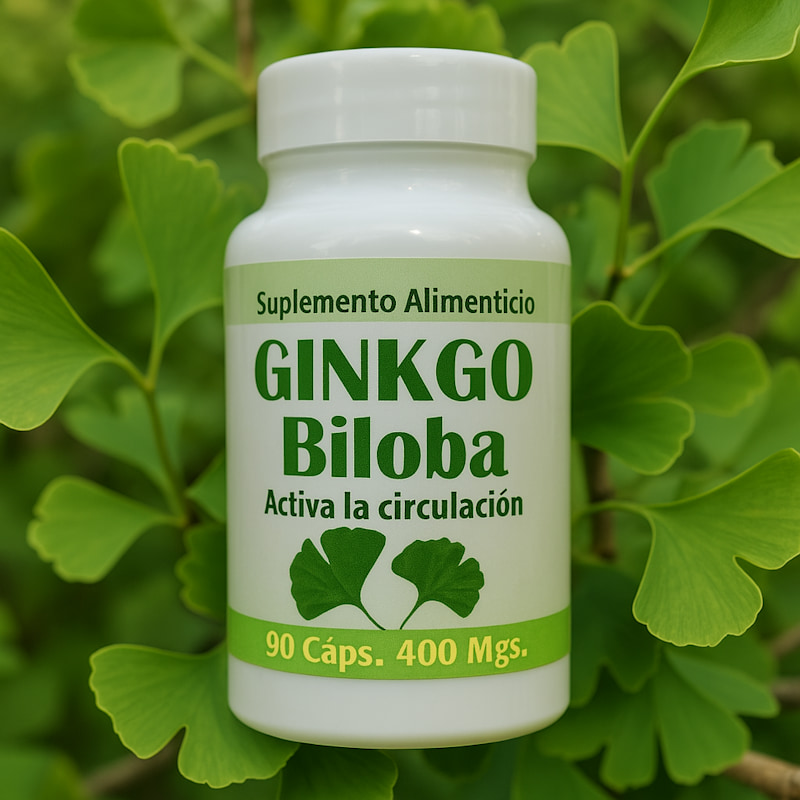 Suplemento Alimenticio
GINKGO
Biloba
Activa la circulación
90 Cáps. 400 Mgs.